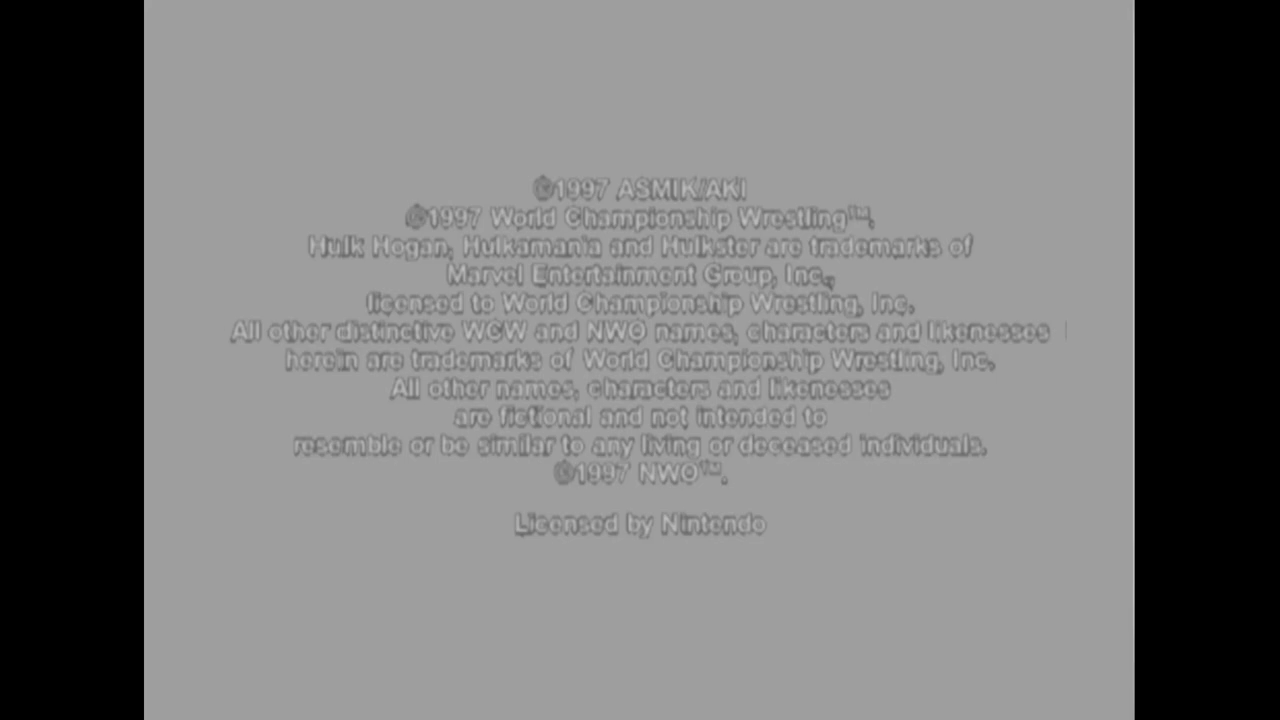 ©1997 ASMIK/AKI
©1997 World Championship Wrestling™.
Hulk Hogan, Hulkamania and Hulkster are trademarks of
Marvel Entertainment Group, Inc.,
licensed to World Championship Wrestling, Inc.
All other distinctive WCW and NWO names, characters and likenesses
herein are trademarks of World Championship Wrestling, Inc.
All other names, characters and likenesses
are fictional and not intended to
resemble or be similar to any living or deceased individuals.
©1997 NWO™.
Licensed by Nintendo